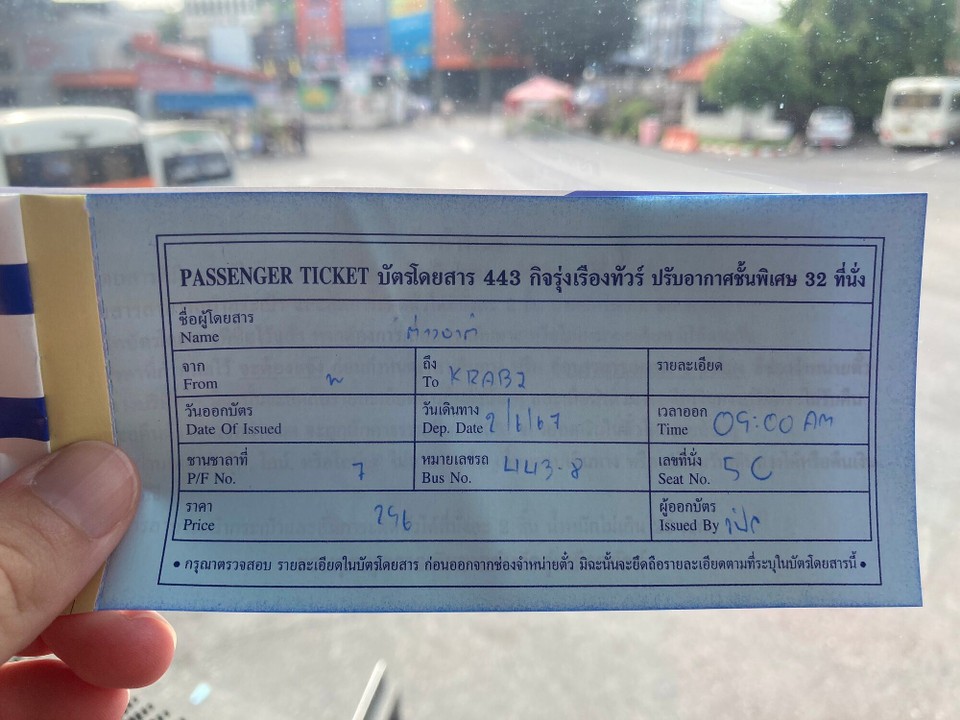 PASSENGER TICKET บัตรโดยสาร 443 กิจรุ่งเรืองทัวร์ ปรับอากาศชั้นพิเศษ 32 ที่นั่ง
ชื่อผู้โดยสาร
Name
จาก
From
ถึง
To KRABI
รายละเอียด
วันออกบัตร
Date Of Issued
วันเดินทาง
Dep. Date 2/6/67
เวลาออก
Time 09:00 AM
ชานชาลาที่
P/F No. 7
หมายเลขรถ
Bus No. 443-8
เลขที่นั่ง
Seat No. 5C
ราคา
Price 296
ผู้ออกบัตร
Issued By
• กรุณาตรวจสอบ รายละเอียดในบัตรโดยสาร ก่อนออกจากช่องจำหน่ายตั๋ว มิฉะนั้นจะยึดถือรายละเอียดตามที่ระบุในบัตรโดยสารนี้ •